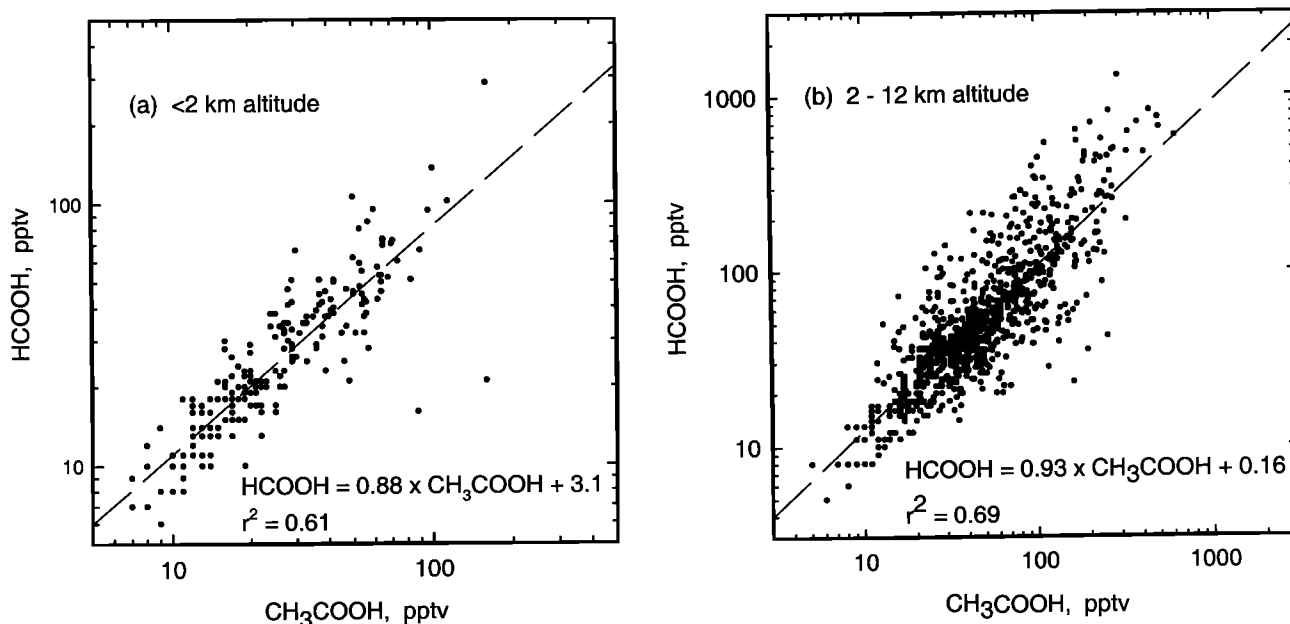 (a) <2 km altitude
100
10
HCOOH, pptv
HCOOH = 0.88 x CH₃COOH + 3.1
r² = 0.61
10 100
CH₃COOH, pptv
(b) 2 - 12 km altitude
1000
100
10
HCOOH, pptv
HCOOH = 0.93 x CH₃COOH + 0.16
r² = 0.69
10 100 1000
CH₃COOH, pptv